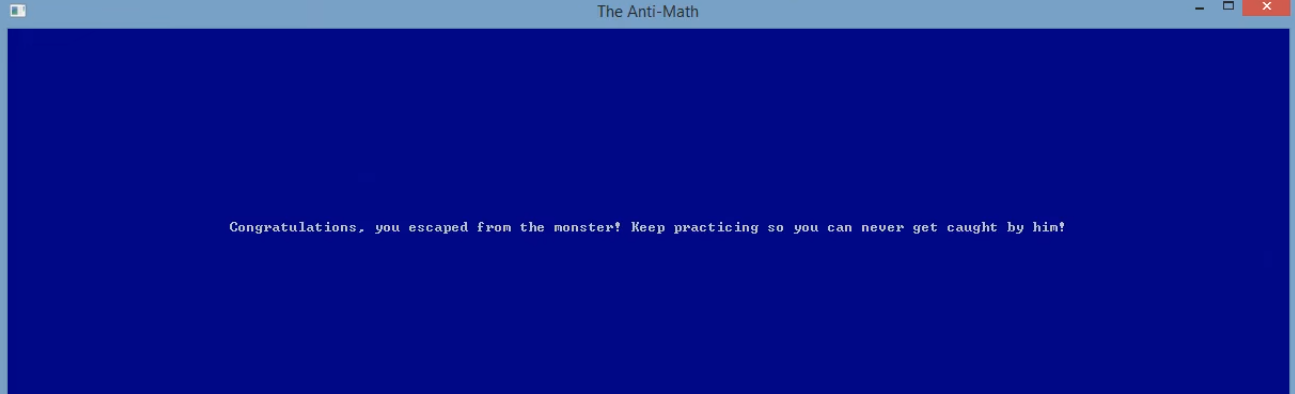 The Anti-Math
Congratulations, you escaped from the monster! Keep practicing so you can never get caught by him!